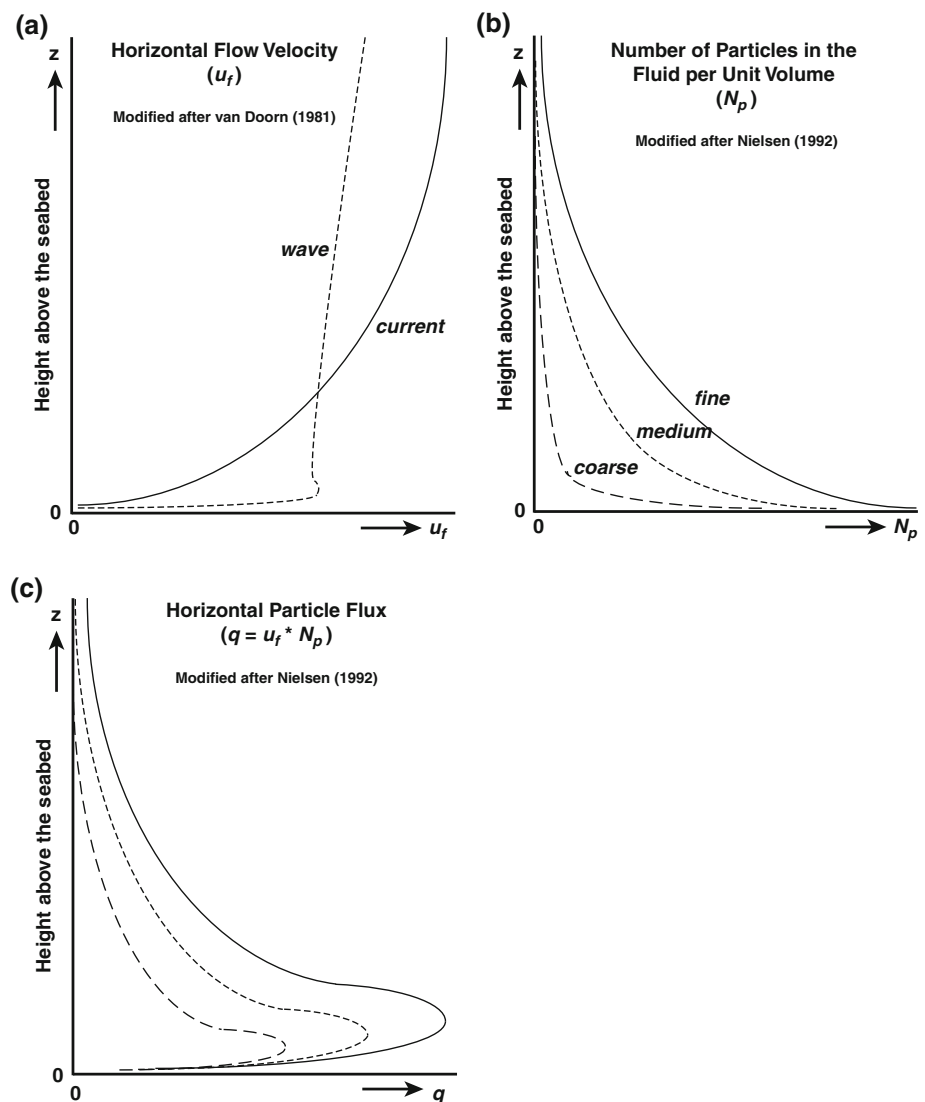 (a)
z
Horizontal Flow Velocity
(u_f)
Modified after van Doorn (1981)
Height above the seabed
wave
current
0
0
u_f
(b)
z
Number of Particles in the
Fluid per Unit Volume
(N_p)
Modified after Nielsen (1992)
Height above the seabed
fine
medium
coarse
0
0
N_p
(c)
z
Horizontal Particle Flux
(q = u_f * N_p)
Modified after Nielsen (1992)
Height above the seabed
0
0
q